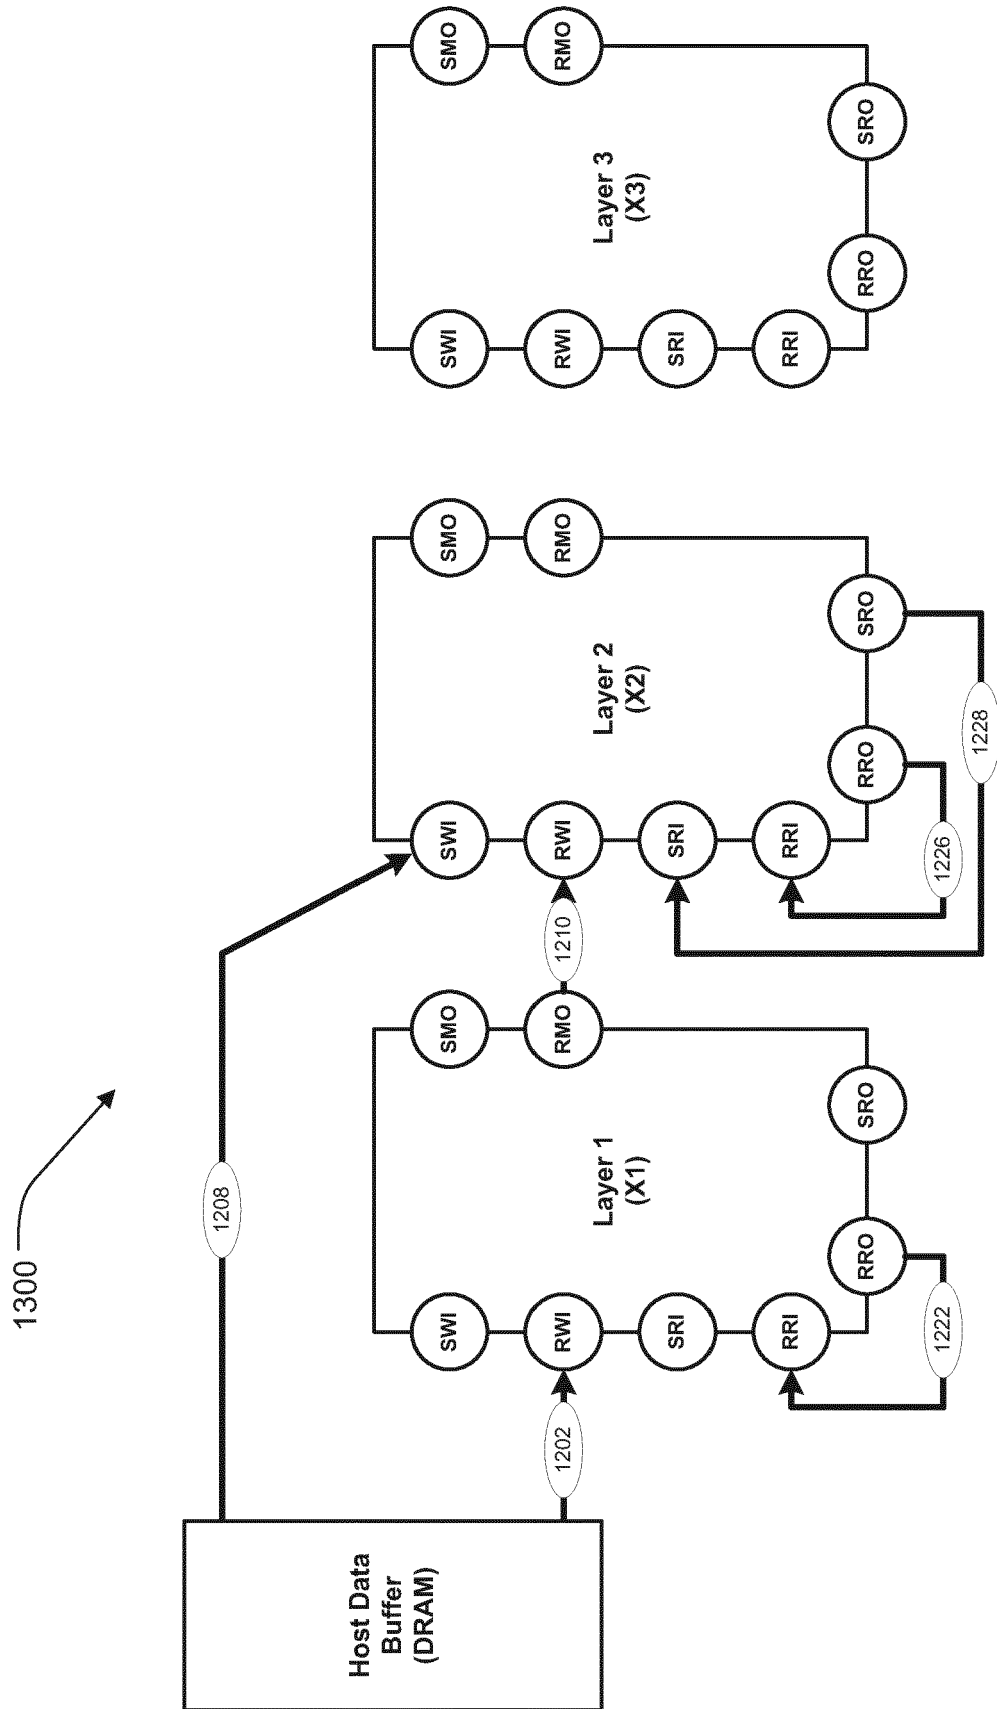 1300
Host Data
Buffer
(DRAM)
1208
1202
SWI
RWI
SRI
RRI
Layer 1
(X1)
SMO
RMO
RRO
SRO
1222
1210
SWI
RWI
SRI
RRI
Layer 2
(X2)
SMO
RMO
RRO
SRO
1226
1228
SWI
RWI
SRI
RRI
Layer 3
(X3)
SMO
RMO
RRO
SRO